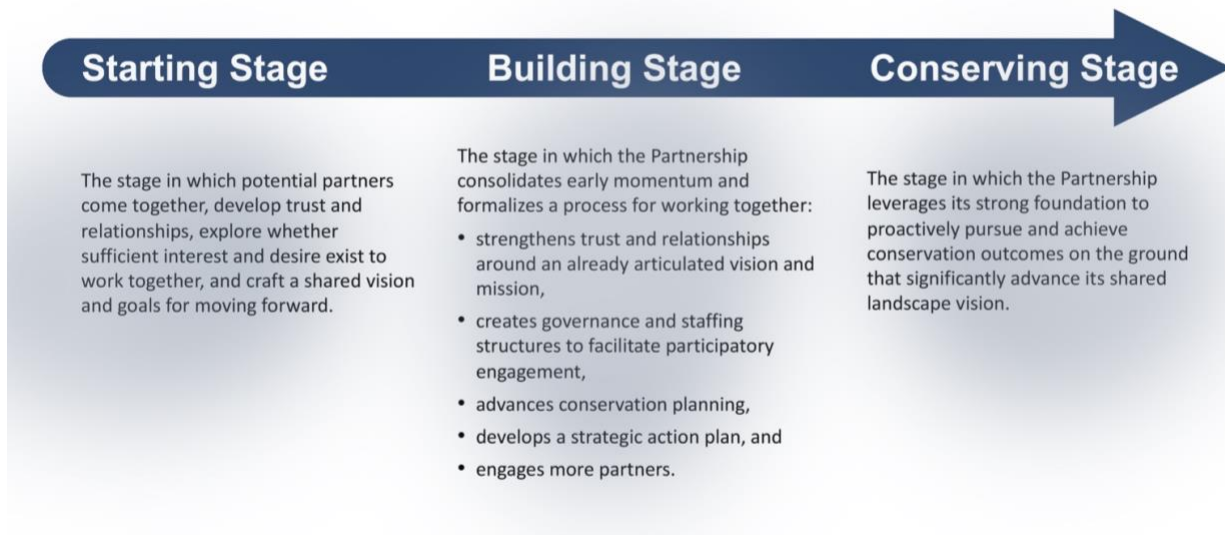 Starting Stage
Building Stage
Conserving Stage
The stage in which potential partners
come together, develop trust and
relationships, explore whether
sufficient interest and desire exist to
work together, and craft a shared vision
and goals for moving forward.
The stage in which the Partnership
consolidates early momentum and
formalizes a process for working together:
• strengthens trust and relationships
around an already articulated vision and
mission,
• creates governance and staffing
structures to facilitate participatory
engagement,
• advances conservation planning,
• develops a strategic action plan, and
• engages more partners.
The stage in which the Partnership
leverages its strong foundation to
proactively pursue and achieve
conservation outcomes on the ground
that significantly advance its shared
landscape vision.